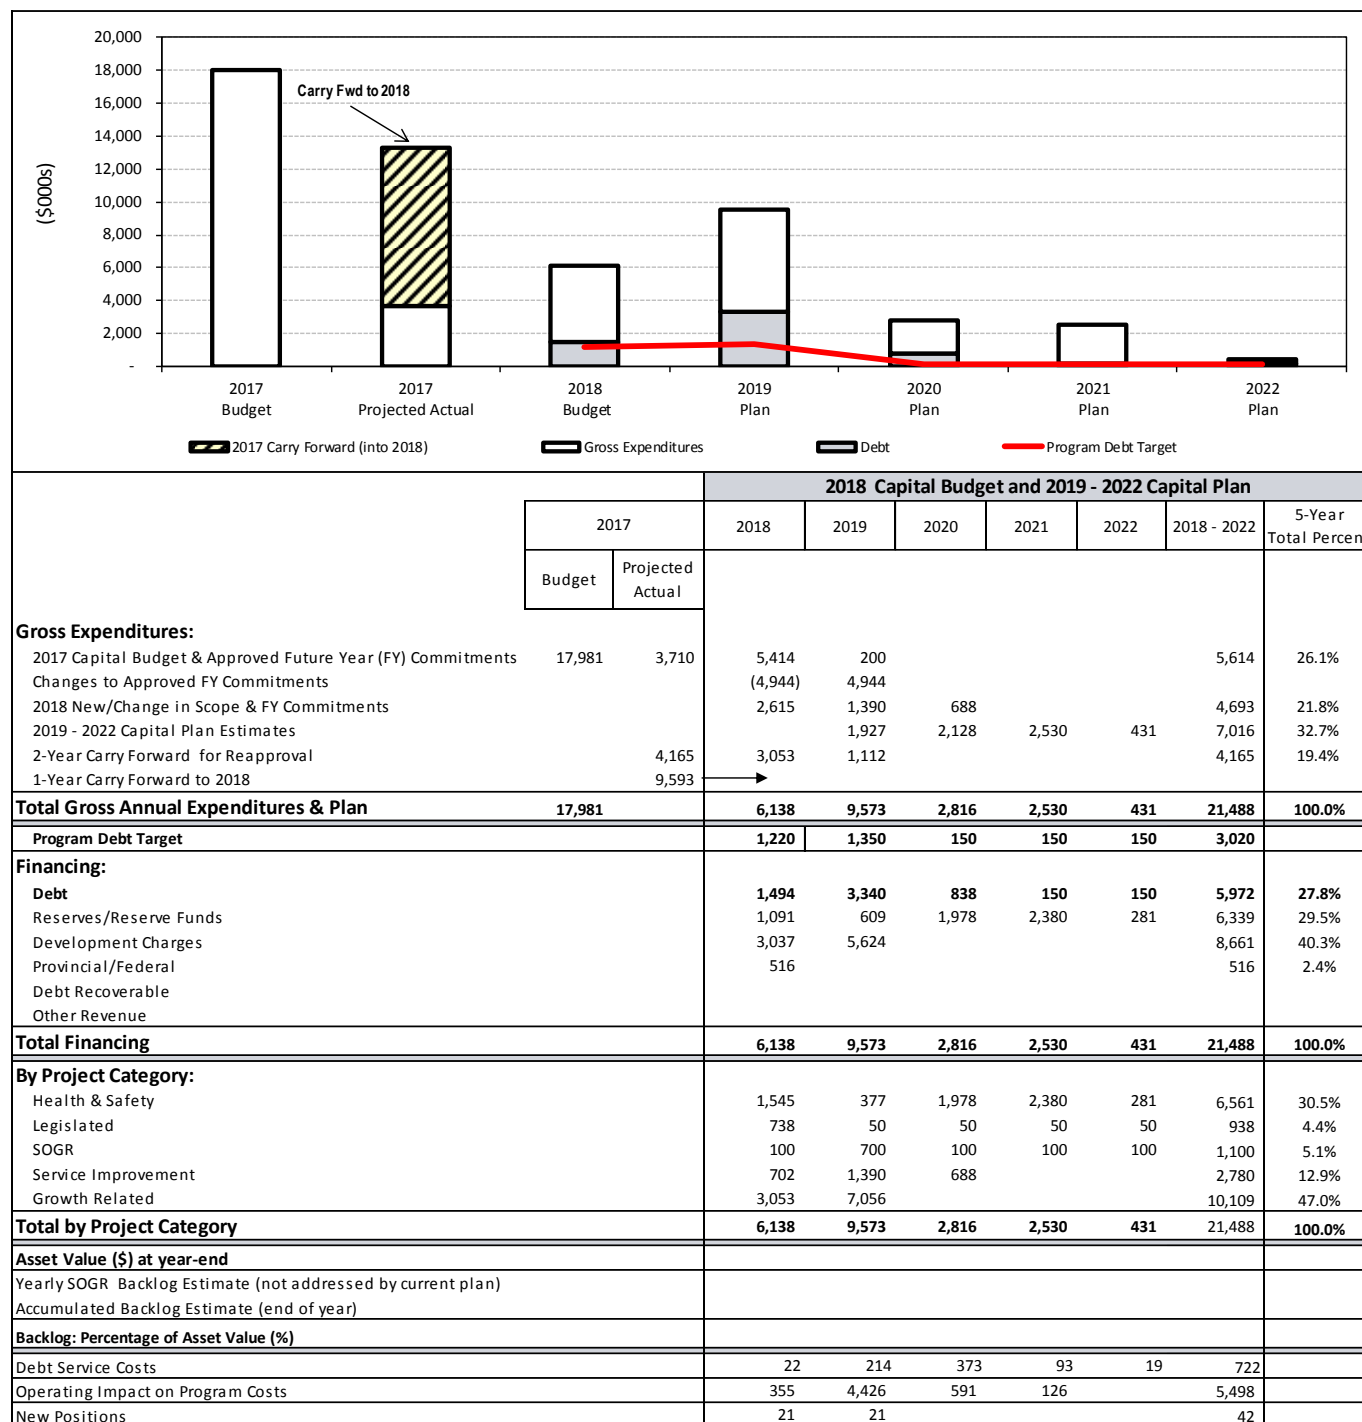 20,000
18,000
16,000
14,000
12,000
10,000
8,000
6,000
4,000
2,000
-
($000s)
Carry Fwd to 2018
2017 Budget
2017 Projected Actual
2018 Budget
2019 Plan
2020 Plan
2021 Plan
2022 Plan
2017 Carry Forward (into 2018) Gross Expenditures Debt Program Debt Target
2018 Capital Budget and 2019 - 2022 Capital Plan
2017 2018 2019 2020 2021 2022 2018 - 2022 5-Year Total Percen
Budget Projected Actual
Gross Expenditures:
2017 Capital Budget & Approved Future Year (FY) Commitments 17,981 3,710 5,414 200 5,614 26.1%
Changes to Approved FY Commitments (4,944) 4,944
2018 New/Change in Scope & FY Commitments 2,615 1,390 688 4,693 21.8%
2019 - 2022 Capital Plan Estimates 1,927 2,128 2,530 431 7,016 32.7%
2-Year Carry Forward for Reapproval 4,165 3,053 1,112 4,165 19.4%
1-Year Carry Forward to 2018 9,593
Total Gross Annual Expenditures & Plan 17,981 6,138 9,573 2,816 2,530 431 21,488 100.0%
Program Debt Target 1,220 1,350 150 150 150 3,020
Financing:
Debt 1,494 3,340 838 150 150 5,972 27.8%
Reserves/Reserve Funds 1,091 609 1,978 2,380 281 6,339 29.5%
Development Charges 3,037 5,624 8,661 40.3%
Provincial/Federal 516 516 2.4%
Debt Recoverable
Other Revenue
Total Financing 6,138 9,573 2,816 2,530 431 21,488 100.0%
By Project Category:
Health & Safety 1,545 377 1,978 2,380 281 6,561 30.5%
Legislated 738 50 50 50 50 938 4.4%
SOGR 100 700 100 100 100 1,100 5.1%
Service Improvement 702 1,390 688 2,780 12.9%
Growth Related 3,053 7,056 10,109 47.0%
Total by Project Category 6,138 9,573 2,816 2,530 431 21,488 100.0%
Asset Value ($) at year-end
Yearly SOGR Backlog Estimate (not addressed by current plan)
Accumulated Backlog Estimate (end of year)
Backlog: Percentage of Asset Value (%)
Debt Service Costs 22 214 373 93 19 722
Operating Impact on Program Costs 355 4,426 591 126 5,498
New Positions 21 21 42